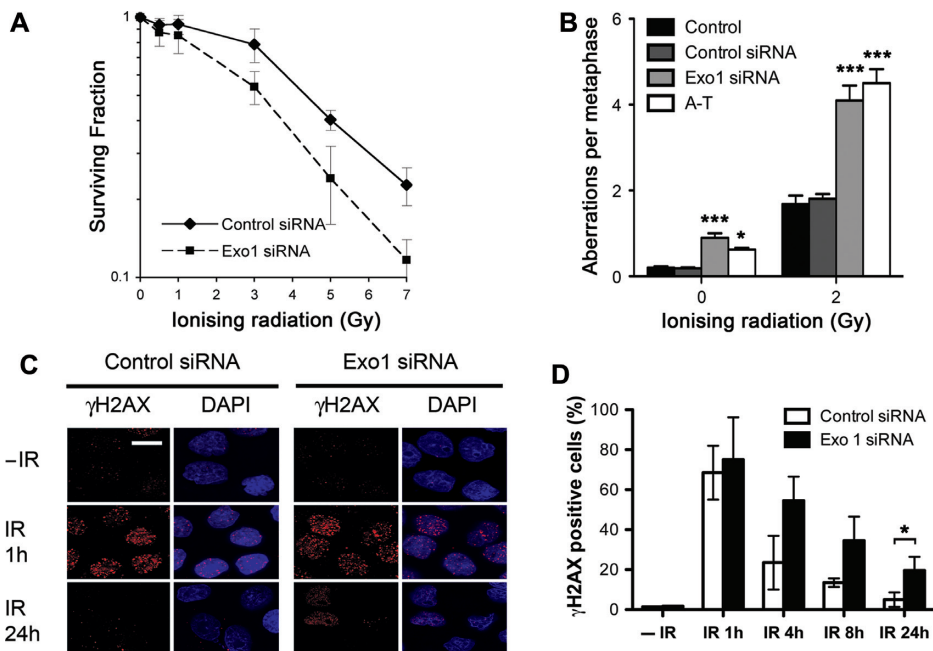 A
Surviving Fraction
1
0.1
Control siRNA
Exo1 siRNA
0 1 2 3 4 5 6 7
Ionising radiation (Gy)
B
Aberrations per metaphase
Control
Control siRNA
Exo1 siRNA
A-T
6
4
2
0
***
*
***
***
0 2
Ionising radiation (Gy)
C
Control siRNA Exo1 siRNA
γH2AX DAPI γH2AX DAPI
–IR
IR
1h
IR
24h
D
γH2AX positive cells (%)
100
80
60
40
20
0
Control siRNA
Exo 1 siRNA
*
— IR IR 1h IR 4h IR 8h IR 24h